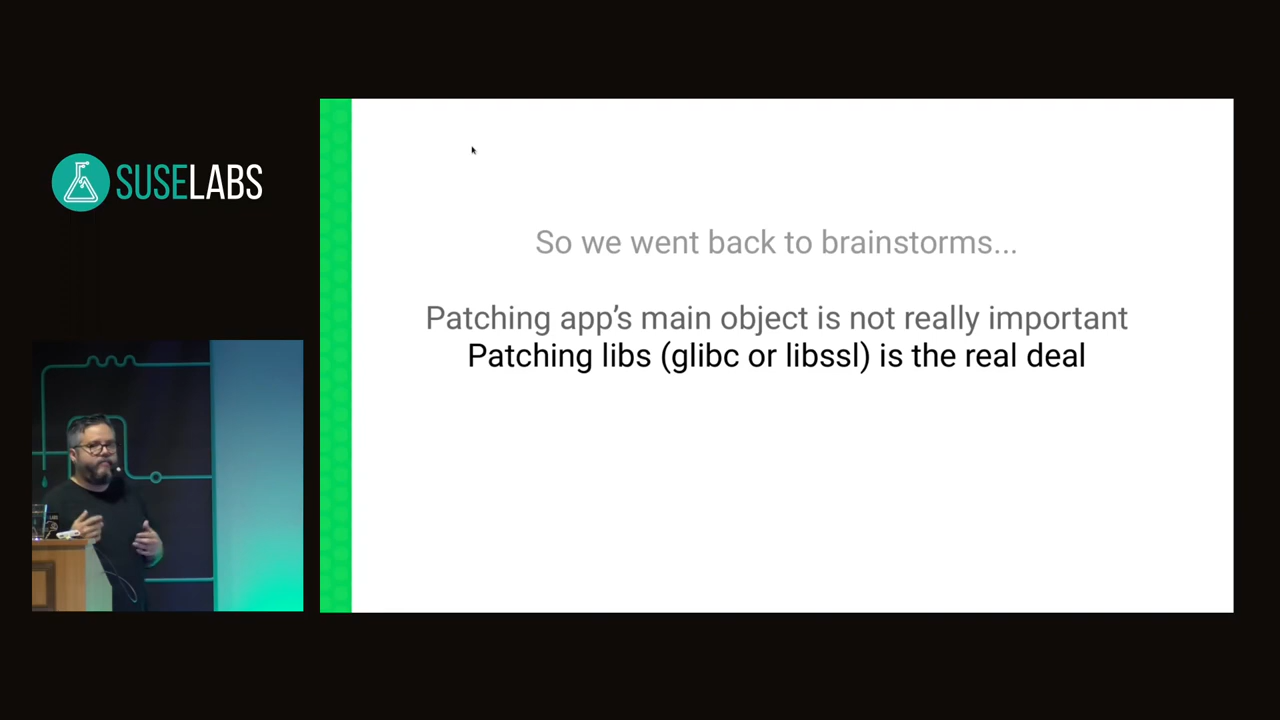 SUSELABS
So we went back to brainstorms...
Patching app's main object is not really important
Patching libs (glibc or libssl) is the real deal